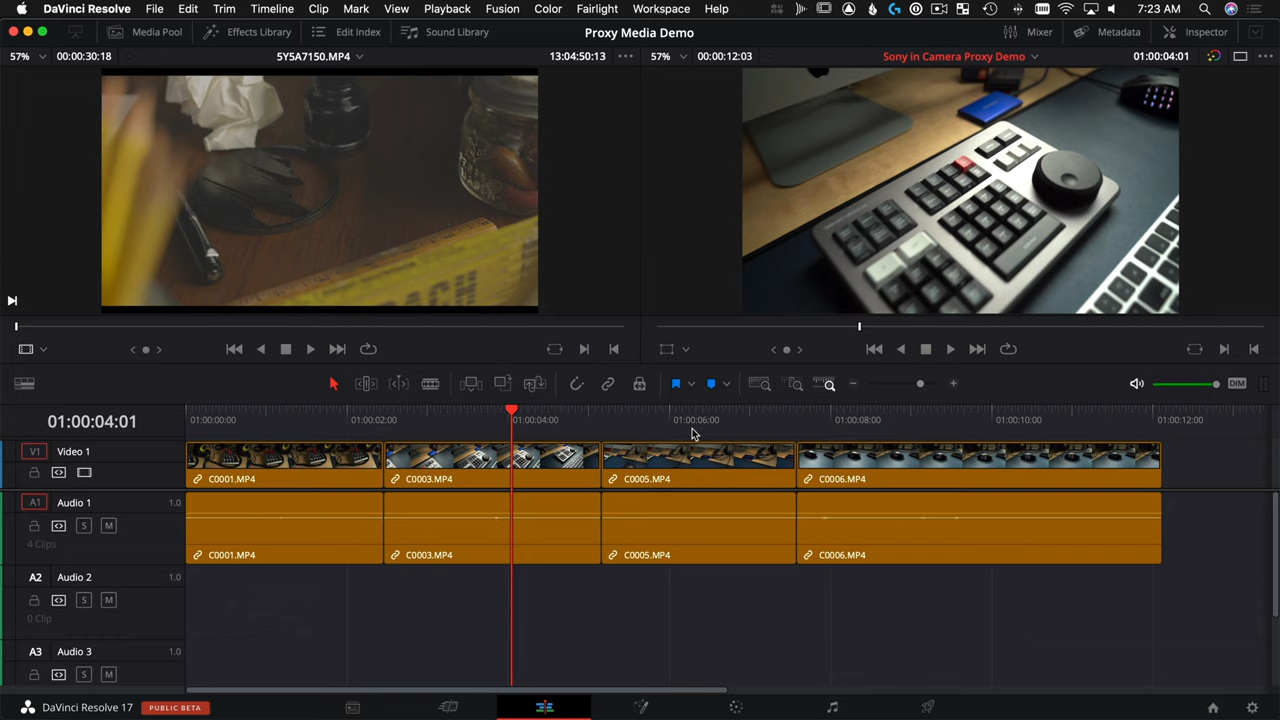 DaVinci Resolve File Edit Trim Timeline Clip Mark View Playback Fusion Color Fairlight Workspace Help 7:23 AM
Media Pool Effects Library Edit Index Sound Library Proxy Media Demo Mixer Metadata Inspector
57% 00:00:30:18 5Y5A7150.MP4 13:04:50:13 57% 00:00:12:03 Sony in Camera Proxy Demo 01:00:04:01
DIM
01:00:04:01 01:00:00:00 01:00:02:00 01:00:04:00 01:00:06:00 01:00:08:00 01:00:10:00 01:00:12:00
V1 Video 1
C0001.MP4 C0003.MP4 C0005.MP4 C0006.MP4
A1 Audio 1 1.0
S M
4 Clips
C0001.MP4 C0003.MP4 C0005.MP4 C0006.MP4
A2 Audio 2 1.0
S M
0 Clip
A3 Audio 3 1.0
S M
DaVinci Resolve 17 PUBLIC BETA